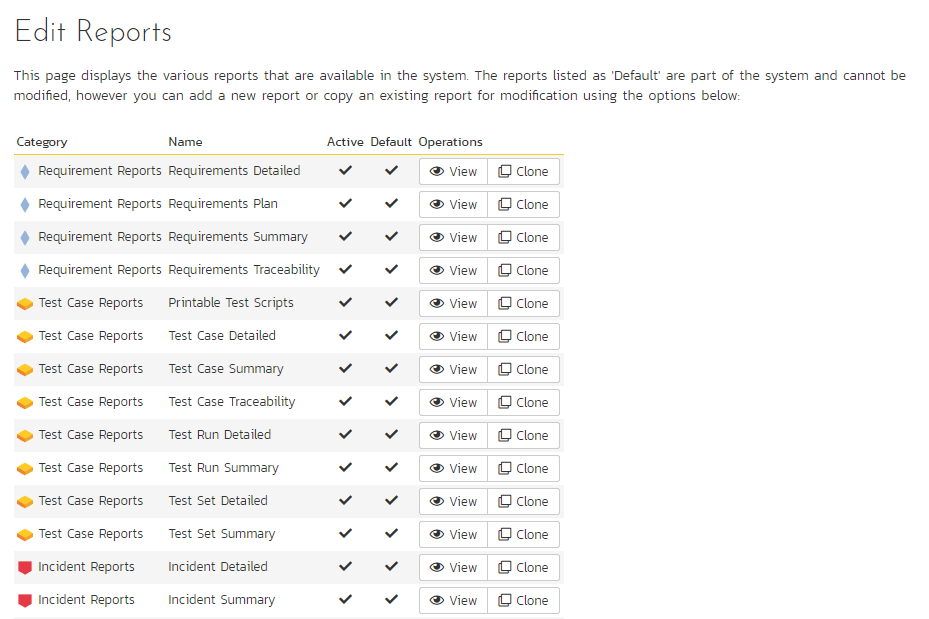 Edit Reports
This page displays the various reports that are available in the system. The reports listed as 'Default' are part of the system and cannot be
modified, however you can add a new report or copy an existing report for modification using the options below:
Category Name Active Default Operations
Requirement Reports Requirements Detailed View Clone
Requirement Reports Requirements Plan View Clone
Requirement Reports Requirements Summary View Clone
Requirement Reports Requirements Traceability View Clone
Test Case Reports Printable Test Scripts View Clone
Test Case Reports Test Case Detailed View Clone
Test Case Reports Test Case Summary View Clone
Test Case Reports Test Case Traceability View Clone
Test Case Reports Test Run Detailed View Clone
Test Case Reports Test Run Summary View Clone
Test Case Reports Test Set Detailed View Clone
Test Case Reports Test Set Summary View Clone
Incident Reports Incident Detailed View Clone
Incident Reports Incident Summary View Clone